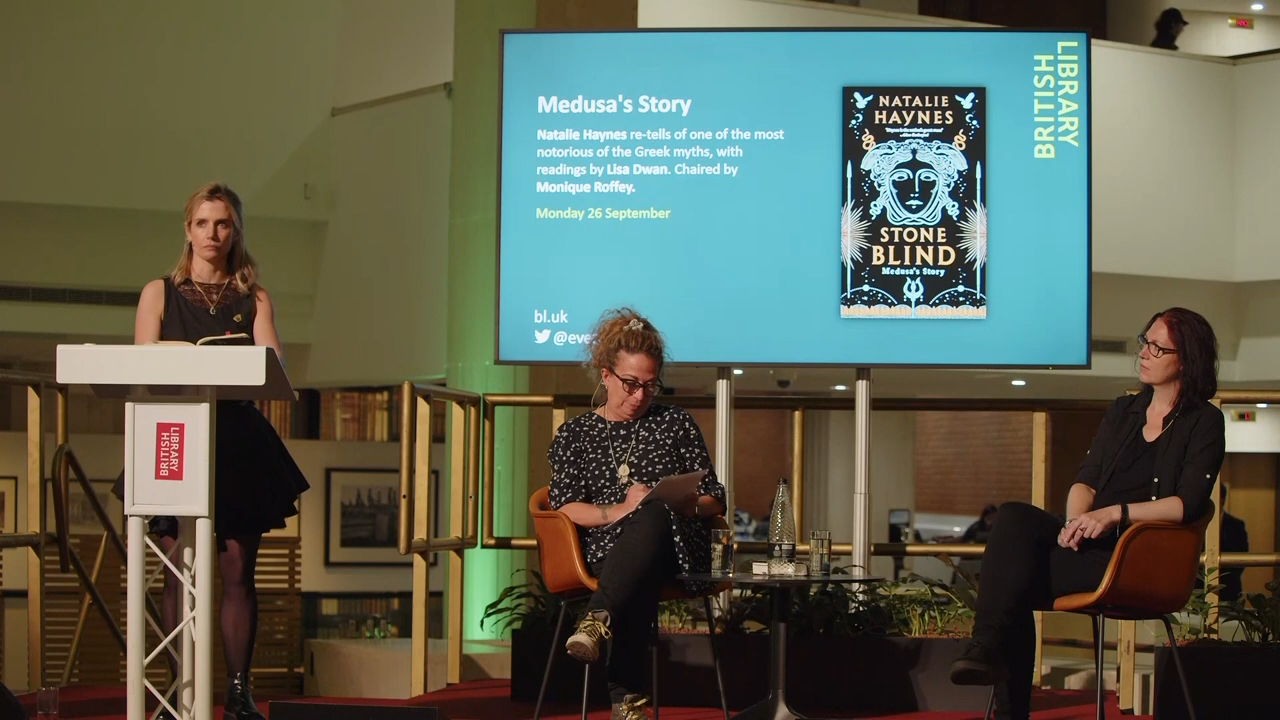 Medusa's Story
Natalie Haynes re-tells of one of the most
notorious of the Greek myths, with
readings by Lisa Dwan. Chaired by
Monique Roffey.
Monday 26 September
bl.uk
@eve
NATALIE
HAYNES
STONE
BLIND
Medusa's Story
LIBRARY
BRITISH
LIBRARY
BRITISH